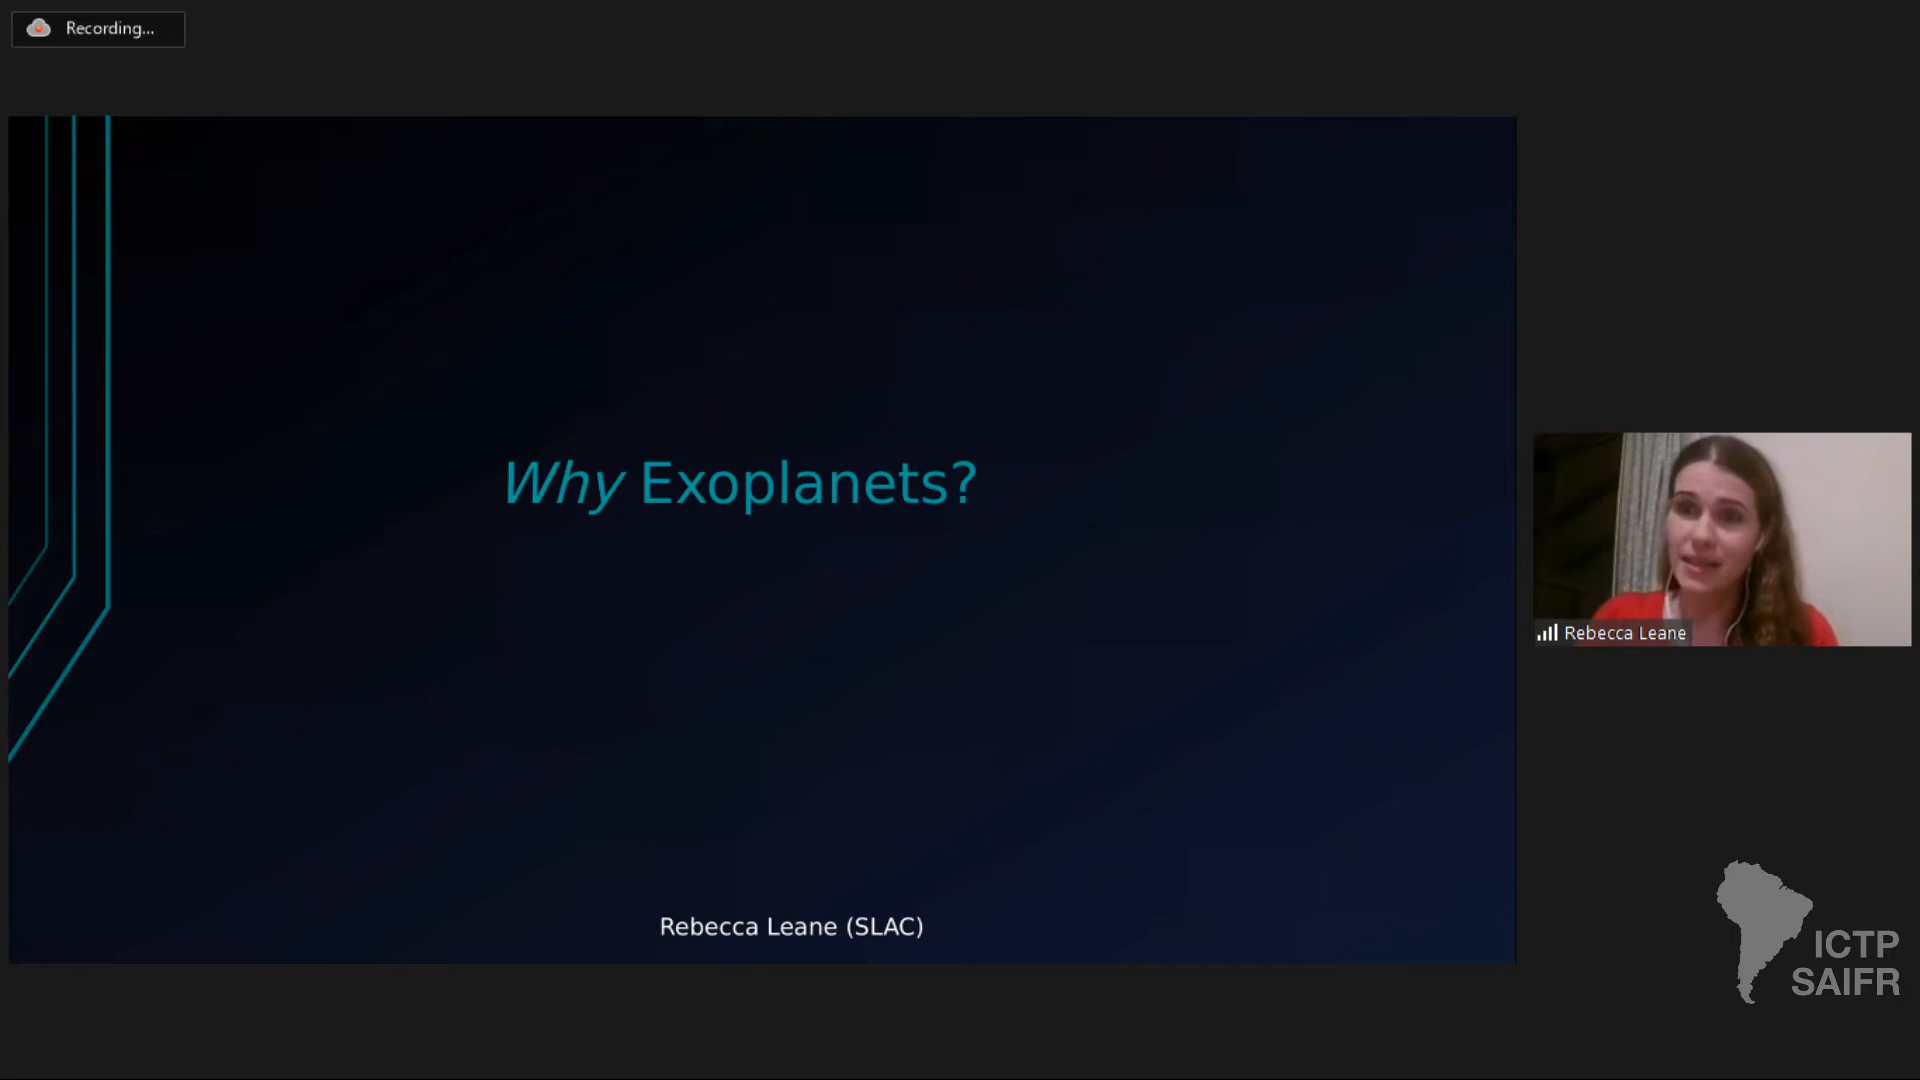 Recording...
Why Exoplanets?
Rebecca Leane
Rebecca Leane (SLAC)
ICTP
SAIFR